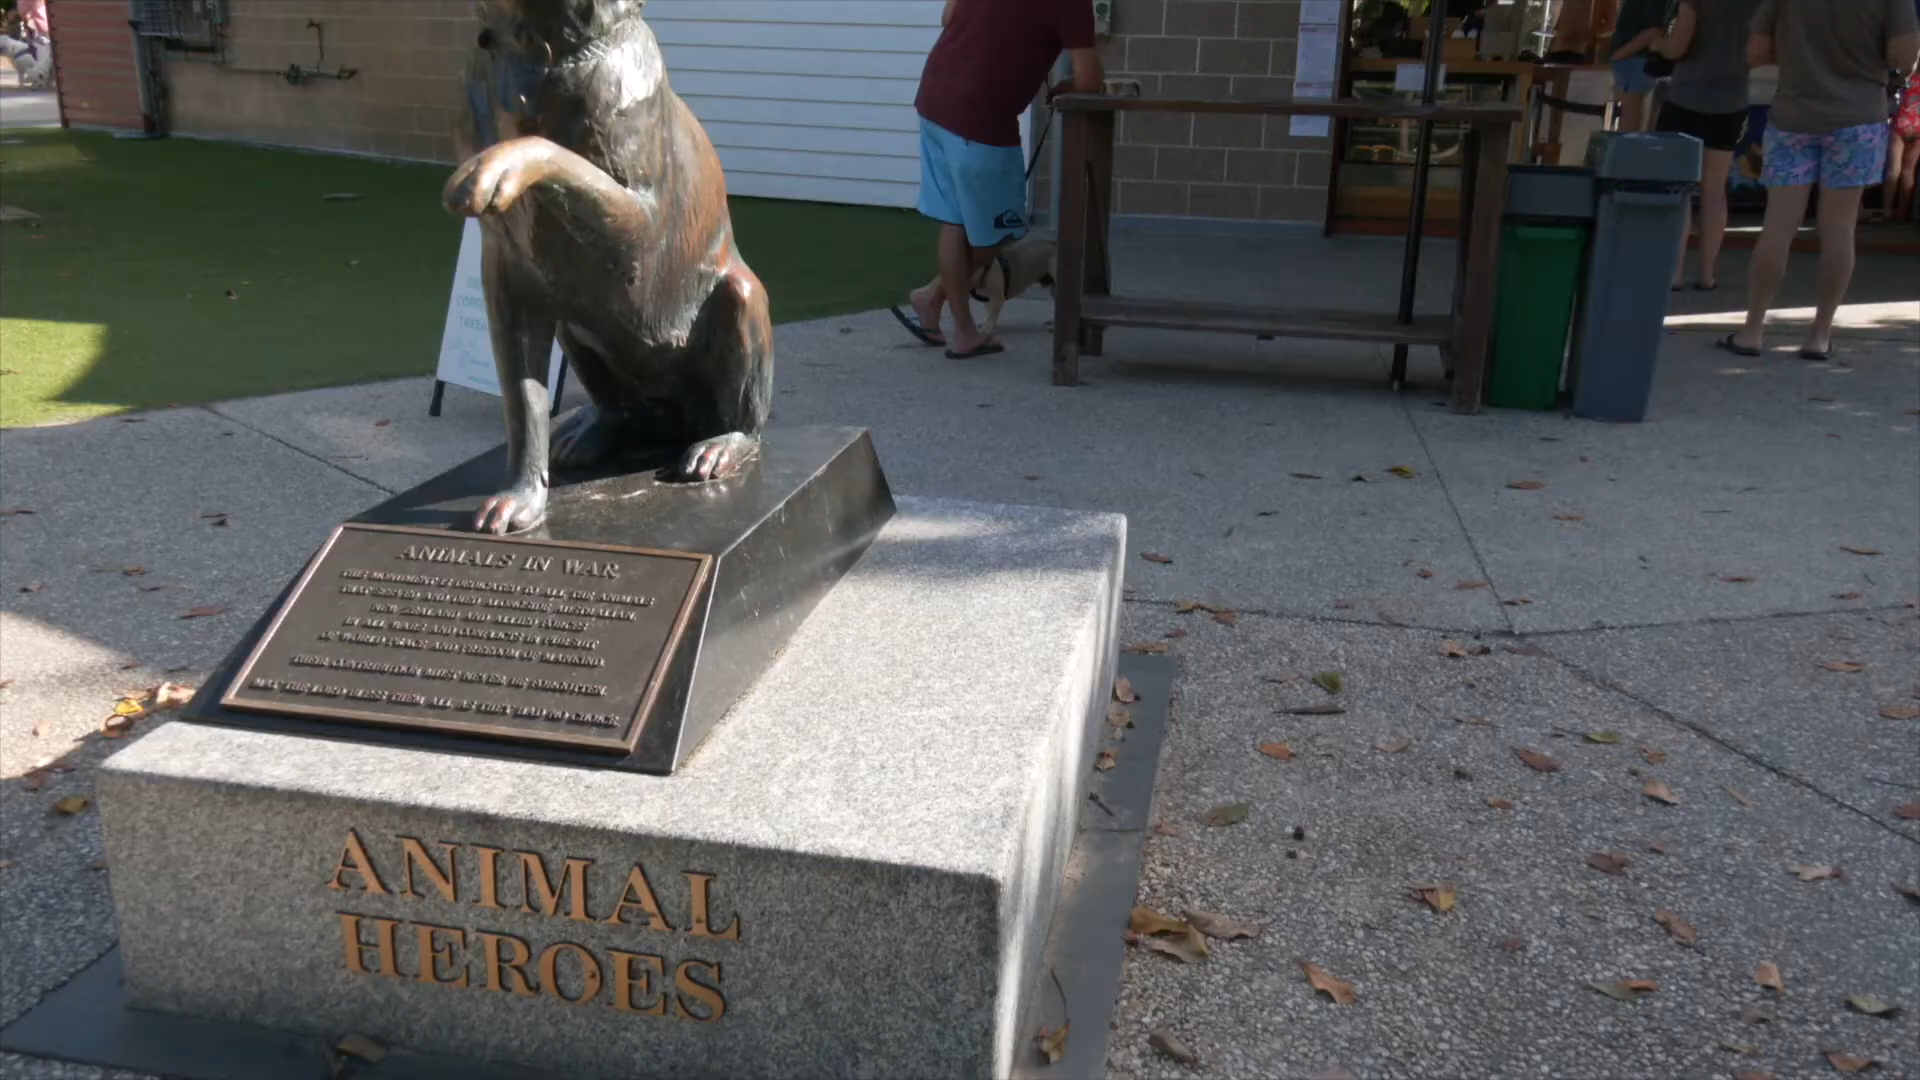 ANIMALS IN WAR
THIS MONUMENT IS DEDICATED TO ALL THE ANIMALS
THAT SERVED AND DIED ALONGSIDE AUSTRALIAN,
NEW ZEALAND AND ALLIED FORCES
IN ALL WARS AND CONFLICTS IN PURSUIT
OF WORLD PEACE AND FREEDOM OF MANKIND.
THEIR CONTRIBUTION MUST NEVER BE FORGOTTEN.
MAY THE LORD BLESS THEM ALL AS THEY HAD NO CHOICE.
ANIMAL
HEROES